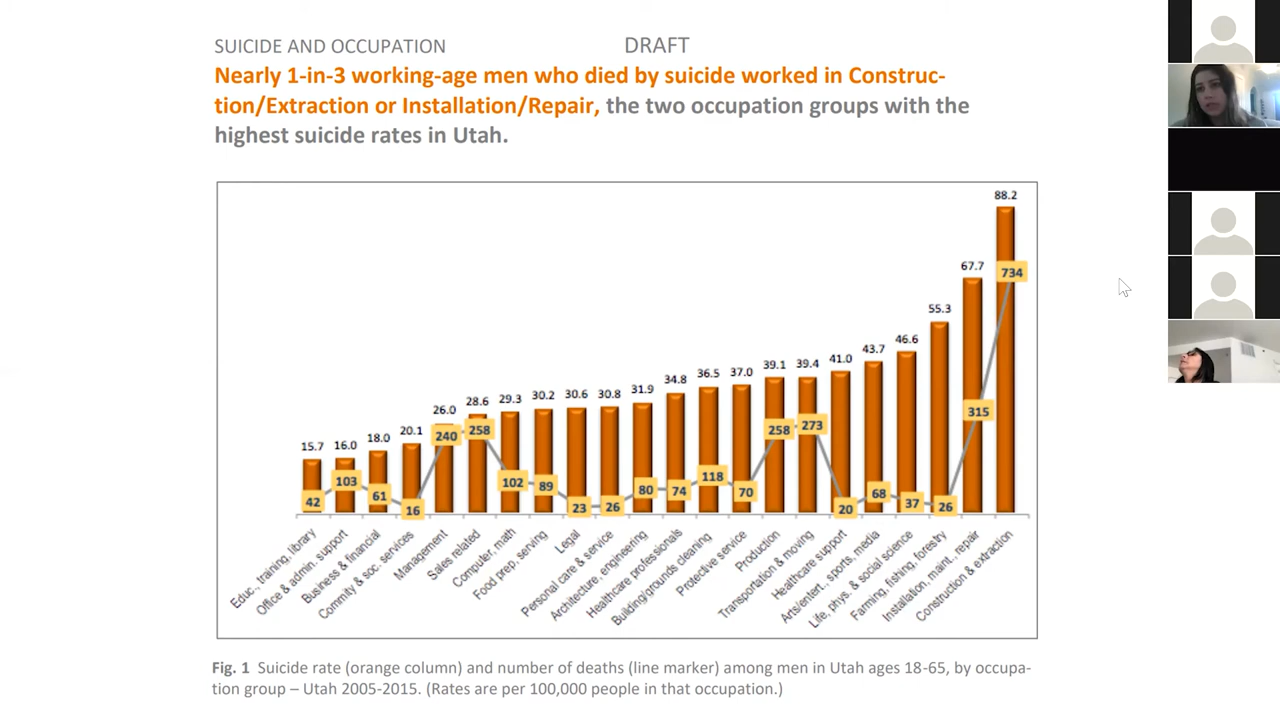 SUICIDE AND OCCUPATION DRAFT
Nearly 1-in-3 working-age men who died by suicide worked in Construc-
tion/Extraction or Installation/Repair, the two occupation groups with the
highest suicide rates in Utah.
88.2
67.7
55.3
46.6
43.7
41.0
39.4
39.1
37.0
36.5
34.8
31.9
30.8
30.6
30.2
29.3
28.6
26.0
20.1
18.0
16.0
15.7
42
103
61
16
240
258
102
89
23
26
80
74
118
70
258
273
20
68
37
26
315
734
Educ., training, library
Office & admin. support
Business & financial
Commity & soc. services
Management
Sales related
Computer, math
Food prep, serving
Legal
Personal care & service
Architecture, engineering
Healthcare professionals
Building/grounds cleaning
Protective service
Production
Transportation & moving
Healthcare support
Arts/entert., sports, media
Life, phys. & social science
Farming, fishing, forestry
Installation, maint., repair
Construction & extraction
Fig. 1 Suicide rate (orange column) and number of deaths (line marker) among men in Utah ages 18-65, by occupa-
tion group – Utah 2005-2015. (Rates are per 100,000 people in that occupation.)